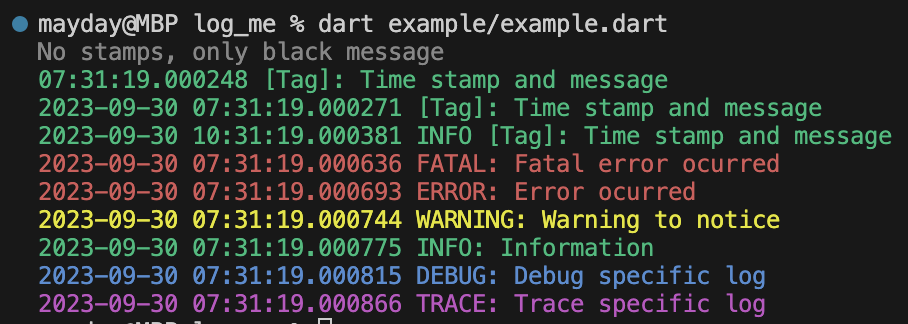 mayday@MBP log_me % dart example/example.dart
No stamps, only black message
07:31:19.000248 [Tag]: Time stamp and message
2023-09-30 07:31:19.000271 [Tag]: Time stamp and message
2023-09-30 10:31:19.000381 INFO [Tag]: Time stamp and message
2023-09-30 07:31:19.000636 FATAL: Fatal error ocurred
2023-09-30 07:31:19.000693 ERROR: Error ocurred
2023-09-30 07:31:19.000744 WARNING: Warning to notice
2023-09-30 07:31:19.000775 INFO: Information
2023-09-30 07:31:19.000815 DEBUG: Debug specific log
2023-09-30 07:31:19.000866 TRACE: Trace specific log
mayday@MBP log_me %